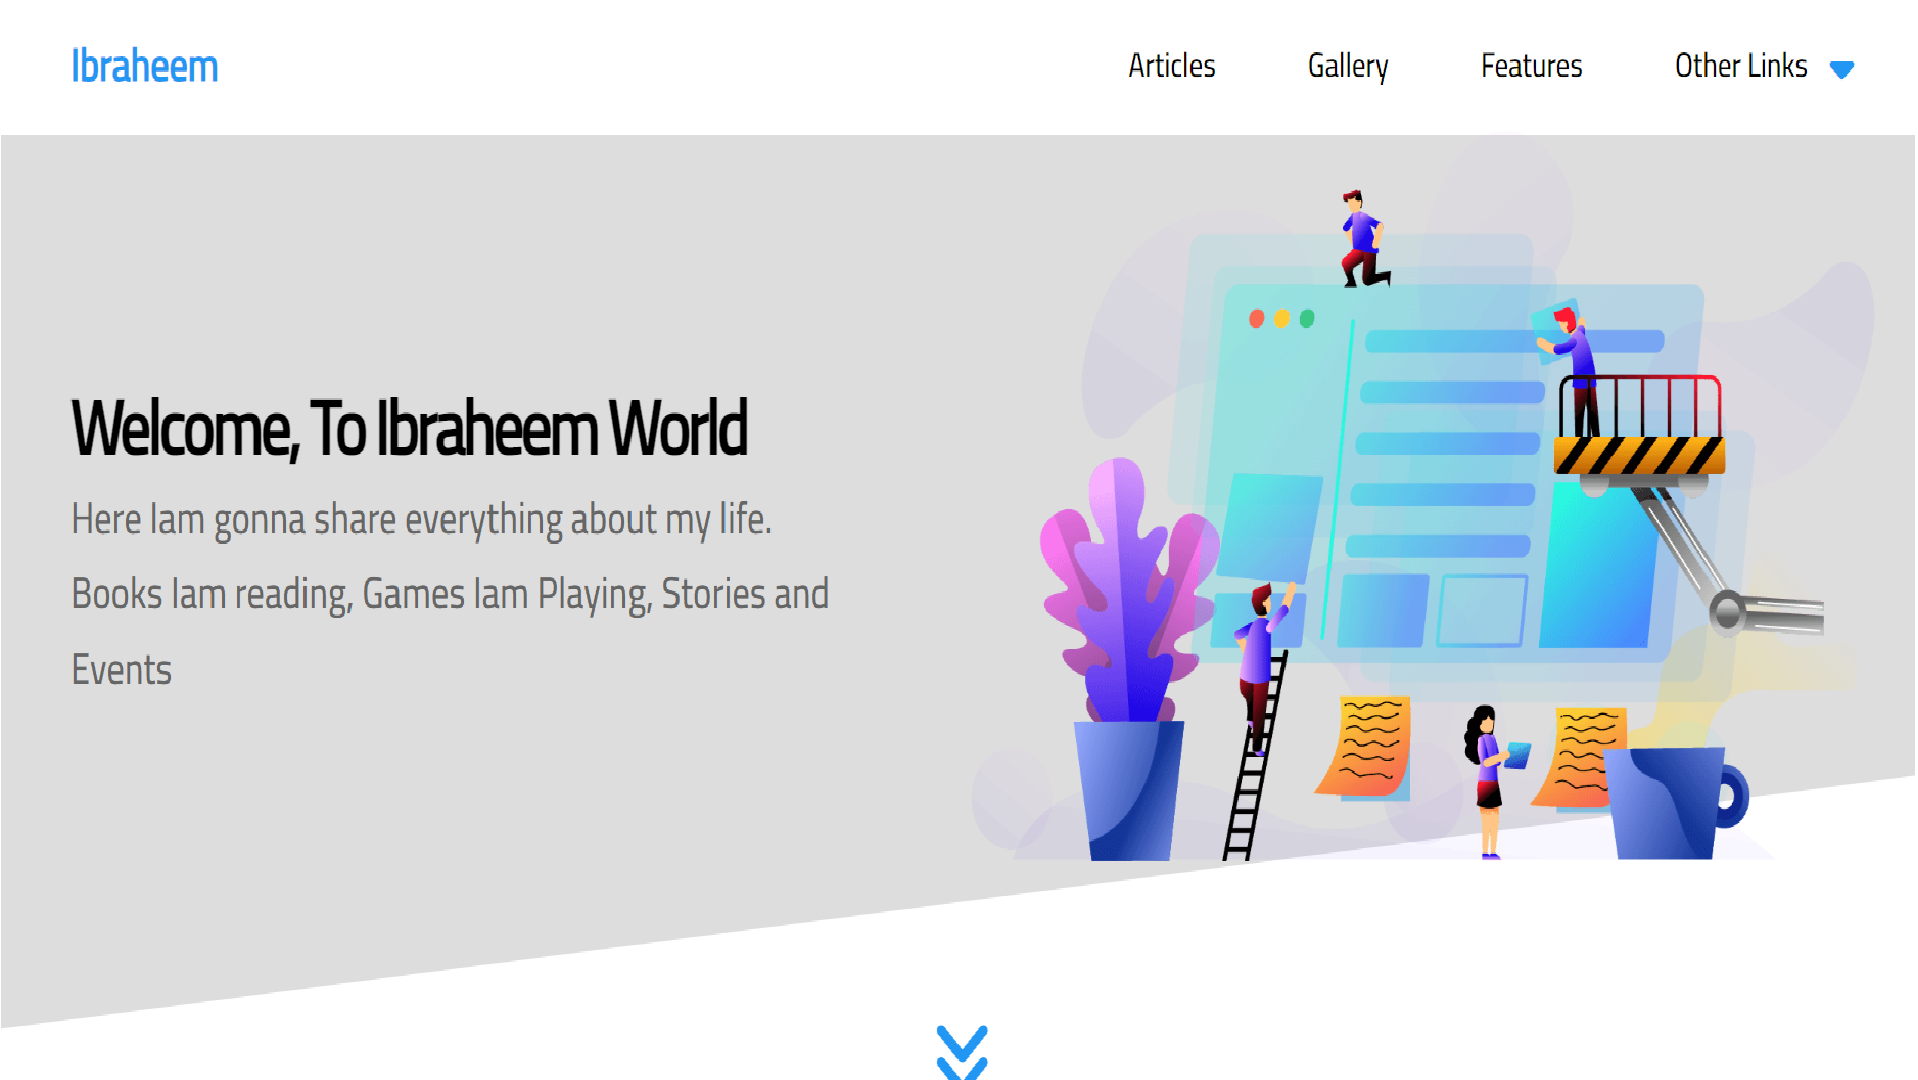 Ibraheem
Articles
Gallery
Features
Other Links
Welcome, To Ibraheem World
Here Iam gonna share everything about my life.
Books Iam reading, Games Iam Playing, Stories and
Events